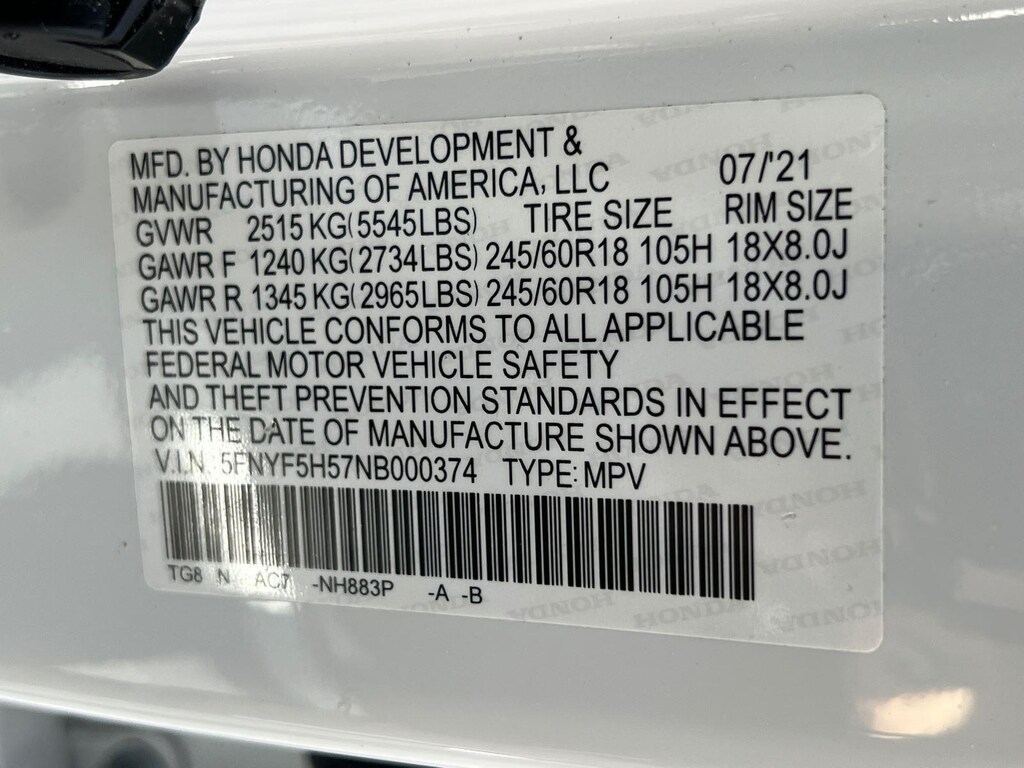 MFD. BY HONDA DEVELOPMENT &
MANUFACTURING OF AMERICA, LLC 07/'21
GVWR 2515 KG(5545LBS) TIRE SIZE RIM SIZE
GAWR F 1240 KG(2734LBS) 245/60R18 105H 18X8.0J
GAWR R 1345 KG(2965LBS) 245/60R18 105H 18X8.0J
THIS VEHICLE CONFORMS TO ALL APPLICABLE
FEDERAL MOTOR VEHICLE SAFETY
AND THEFT PREVENTION STANDARDS IN EFFECT
ON THE DATE OF MANUFACTURE SHOWN ABOVE.
V.I.N. 5FNYF5H57NB000374 TYPE: MPV
TG8 N AC7 -NH883P -A -B